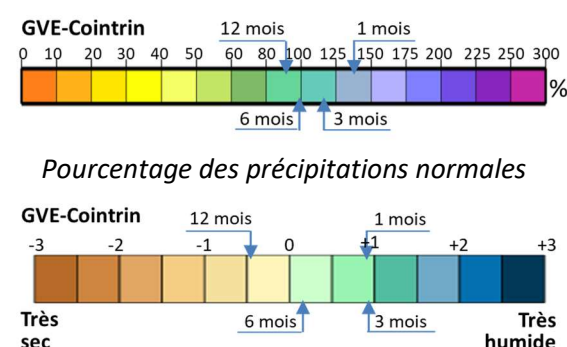 GVE-Cointrin
12 mois
1 mois
0 10 20 30 40 50 60 80 100 125 150 175 200 225 250 300
%
6 mois
3 mois
Pourcentage des précipitations normales
GVE-Cointrin
12 mois
1 mois
-3 -2 -1 0 +1 +2 +3
Très
sec
6 mois
3 mois
Très
humide